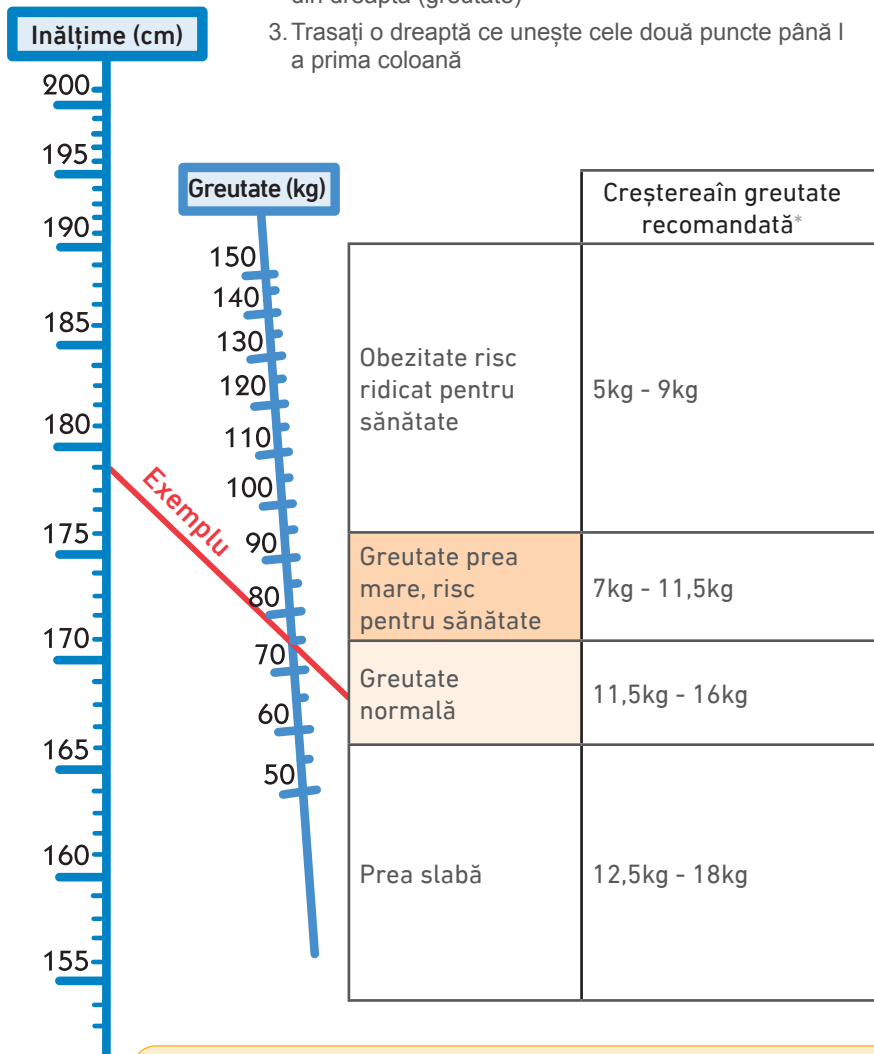 din dreapta (greutate)
3. Trasați o dreaptă ce unește cele două puncte până l
a prima coloană
Inălțime (cm)
200
195
190
185
180
175
170
165
160
155
Greutate (kg)
150
140
130
120
110
100
90
80
70
60
50
Exemplu
Creștereaîn greutate
recomandată*
Obezitate risc
ridicat pentru
sănătate
5kg - 9kg
Greutate prea
mare, risc
pentru sănătate
7kg - 11,5kg
Greutate
normală
11,5kg - 16kg
Prea slabă
12,5kg - 18kg